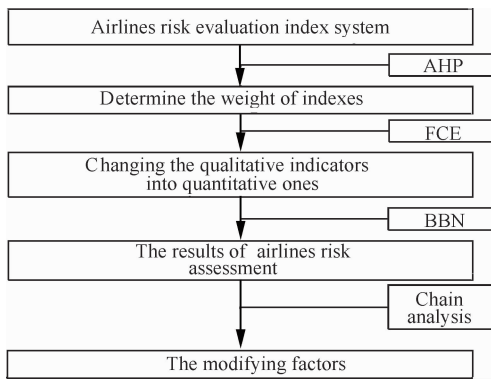 Airlines risk evaluation index system
AHP
Determine the weight of indexes
FCE
Changing the qualitative indicators
into quantitative ones
BBN
The results of airlines risk
assessment
Chain
analysis
The modifying factors